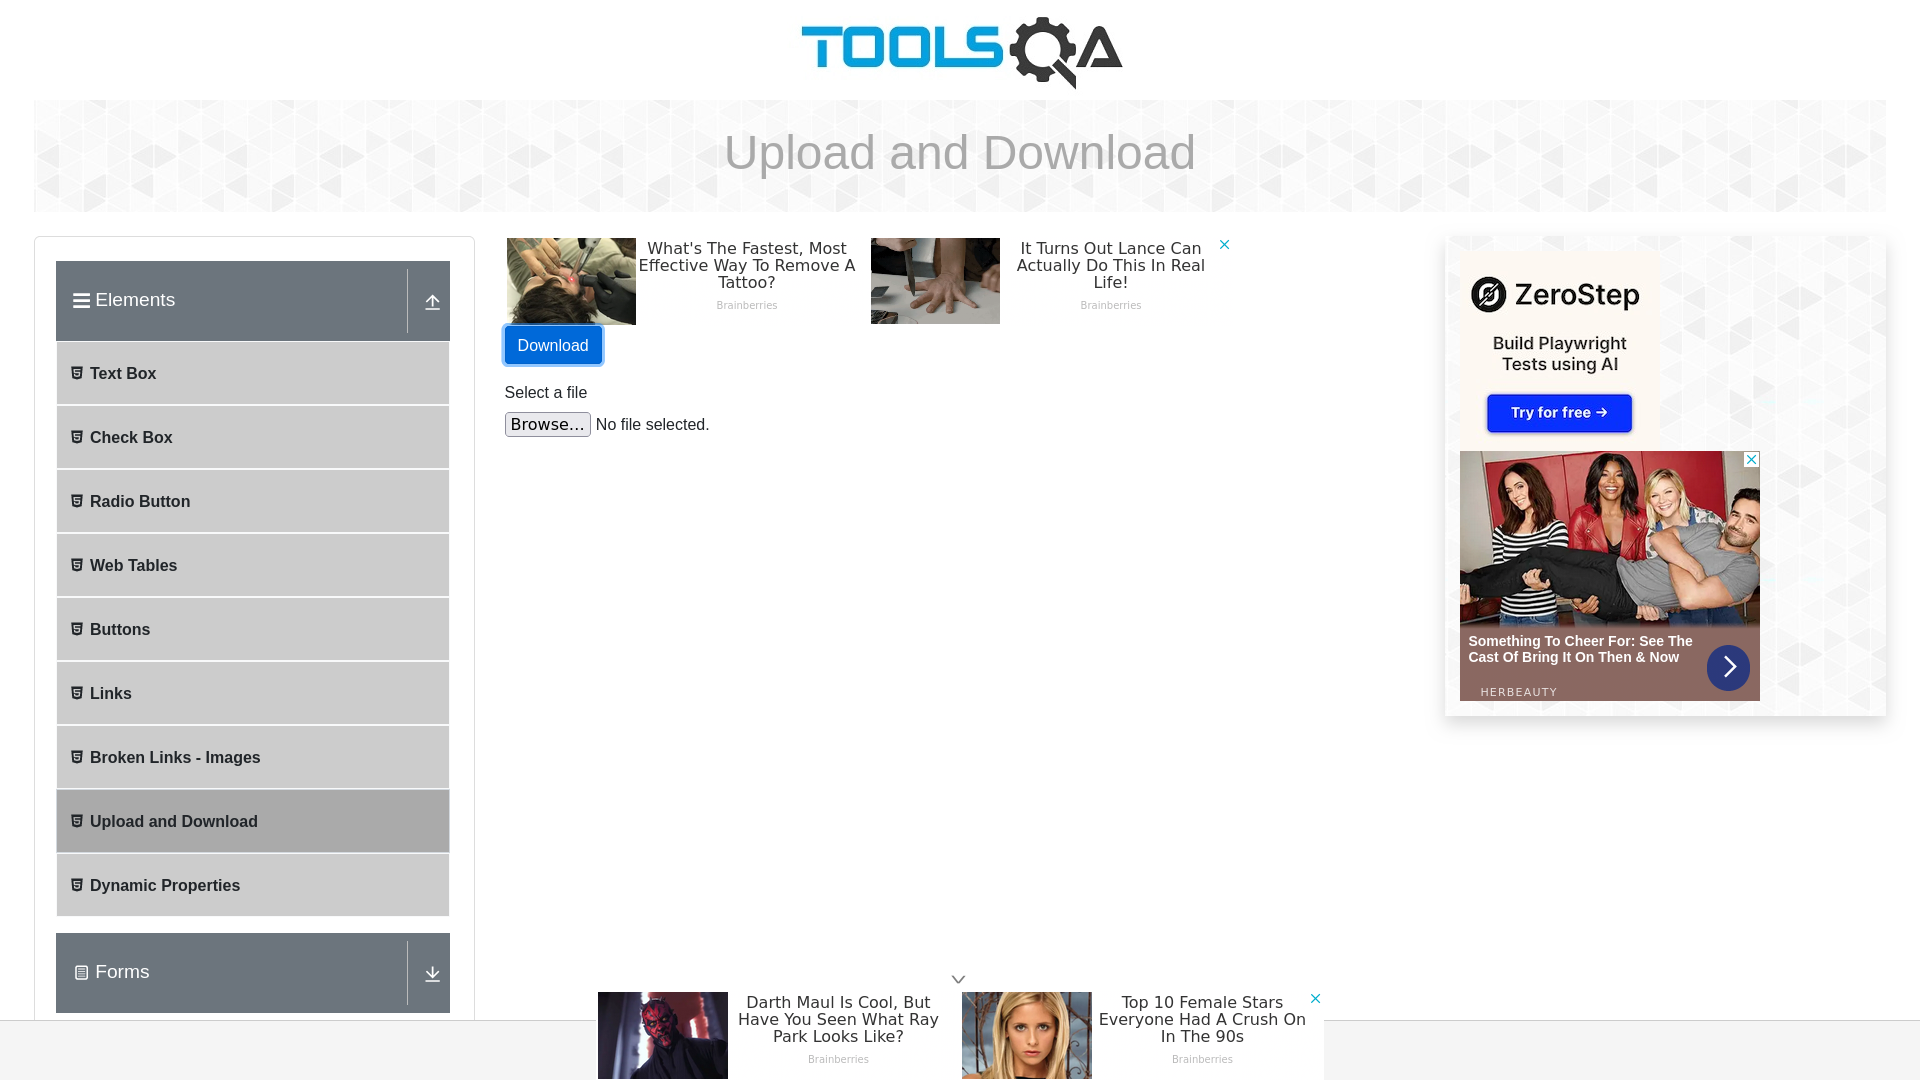 TOOLSQA
Upload and Download
Elements
Text Box
Check Box
Radio Button
Web Tables
Buttons
Links
Broken Links - Images
Upload and Download
Dynamic Properties
Forms
What's The Fastest, Most
Effective Way To Remove A
Tattoo?
Brainberries
It Turns Out Lance Can
Actually Do This In Real
Life!
Brainberries
Download
Select a file
Browse... No file selected.
ZeroStep
Build Playwright
Tests using AI
Try for free →
Something To Cheer For: See The
Cast Of Bring It On Then & Now
HERBEAUTY
Darth Maul Is Cool, But
Have You Seen What Ray
Park Looks Like?
Brainberries
Top 10 Female Stars
Everyone Had A Crush On
In The 90s
Brainberries